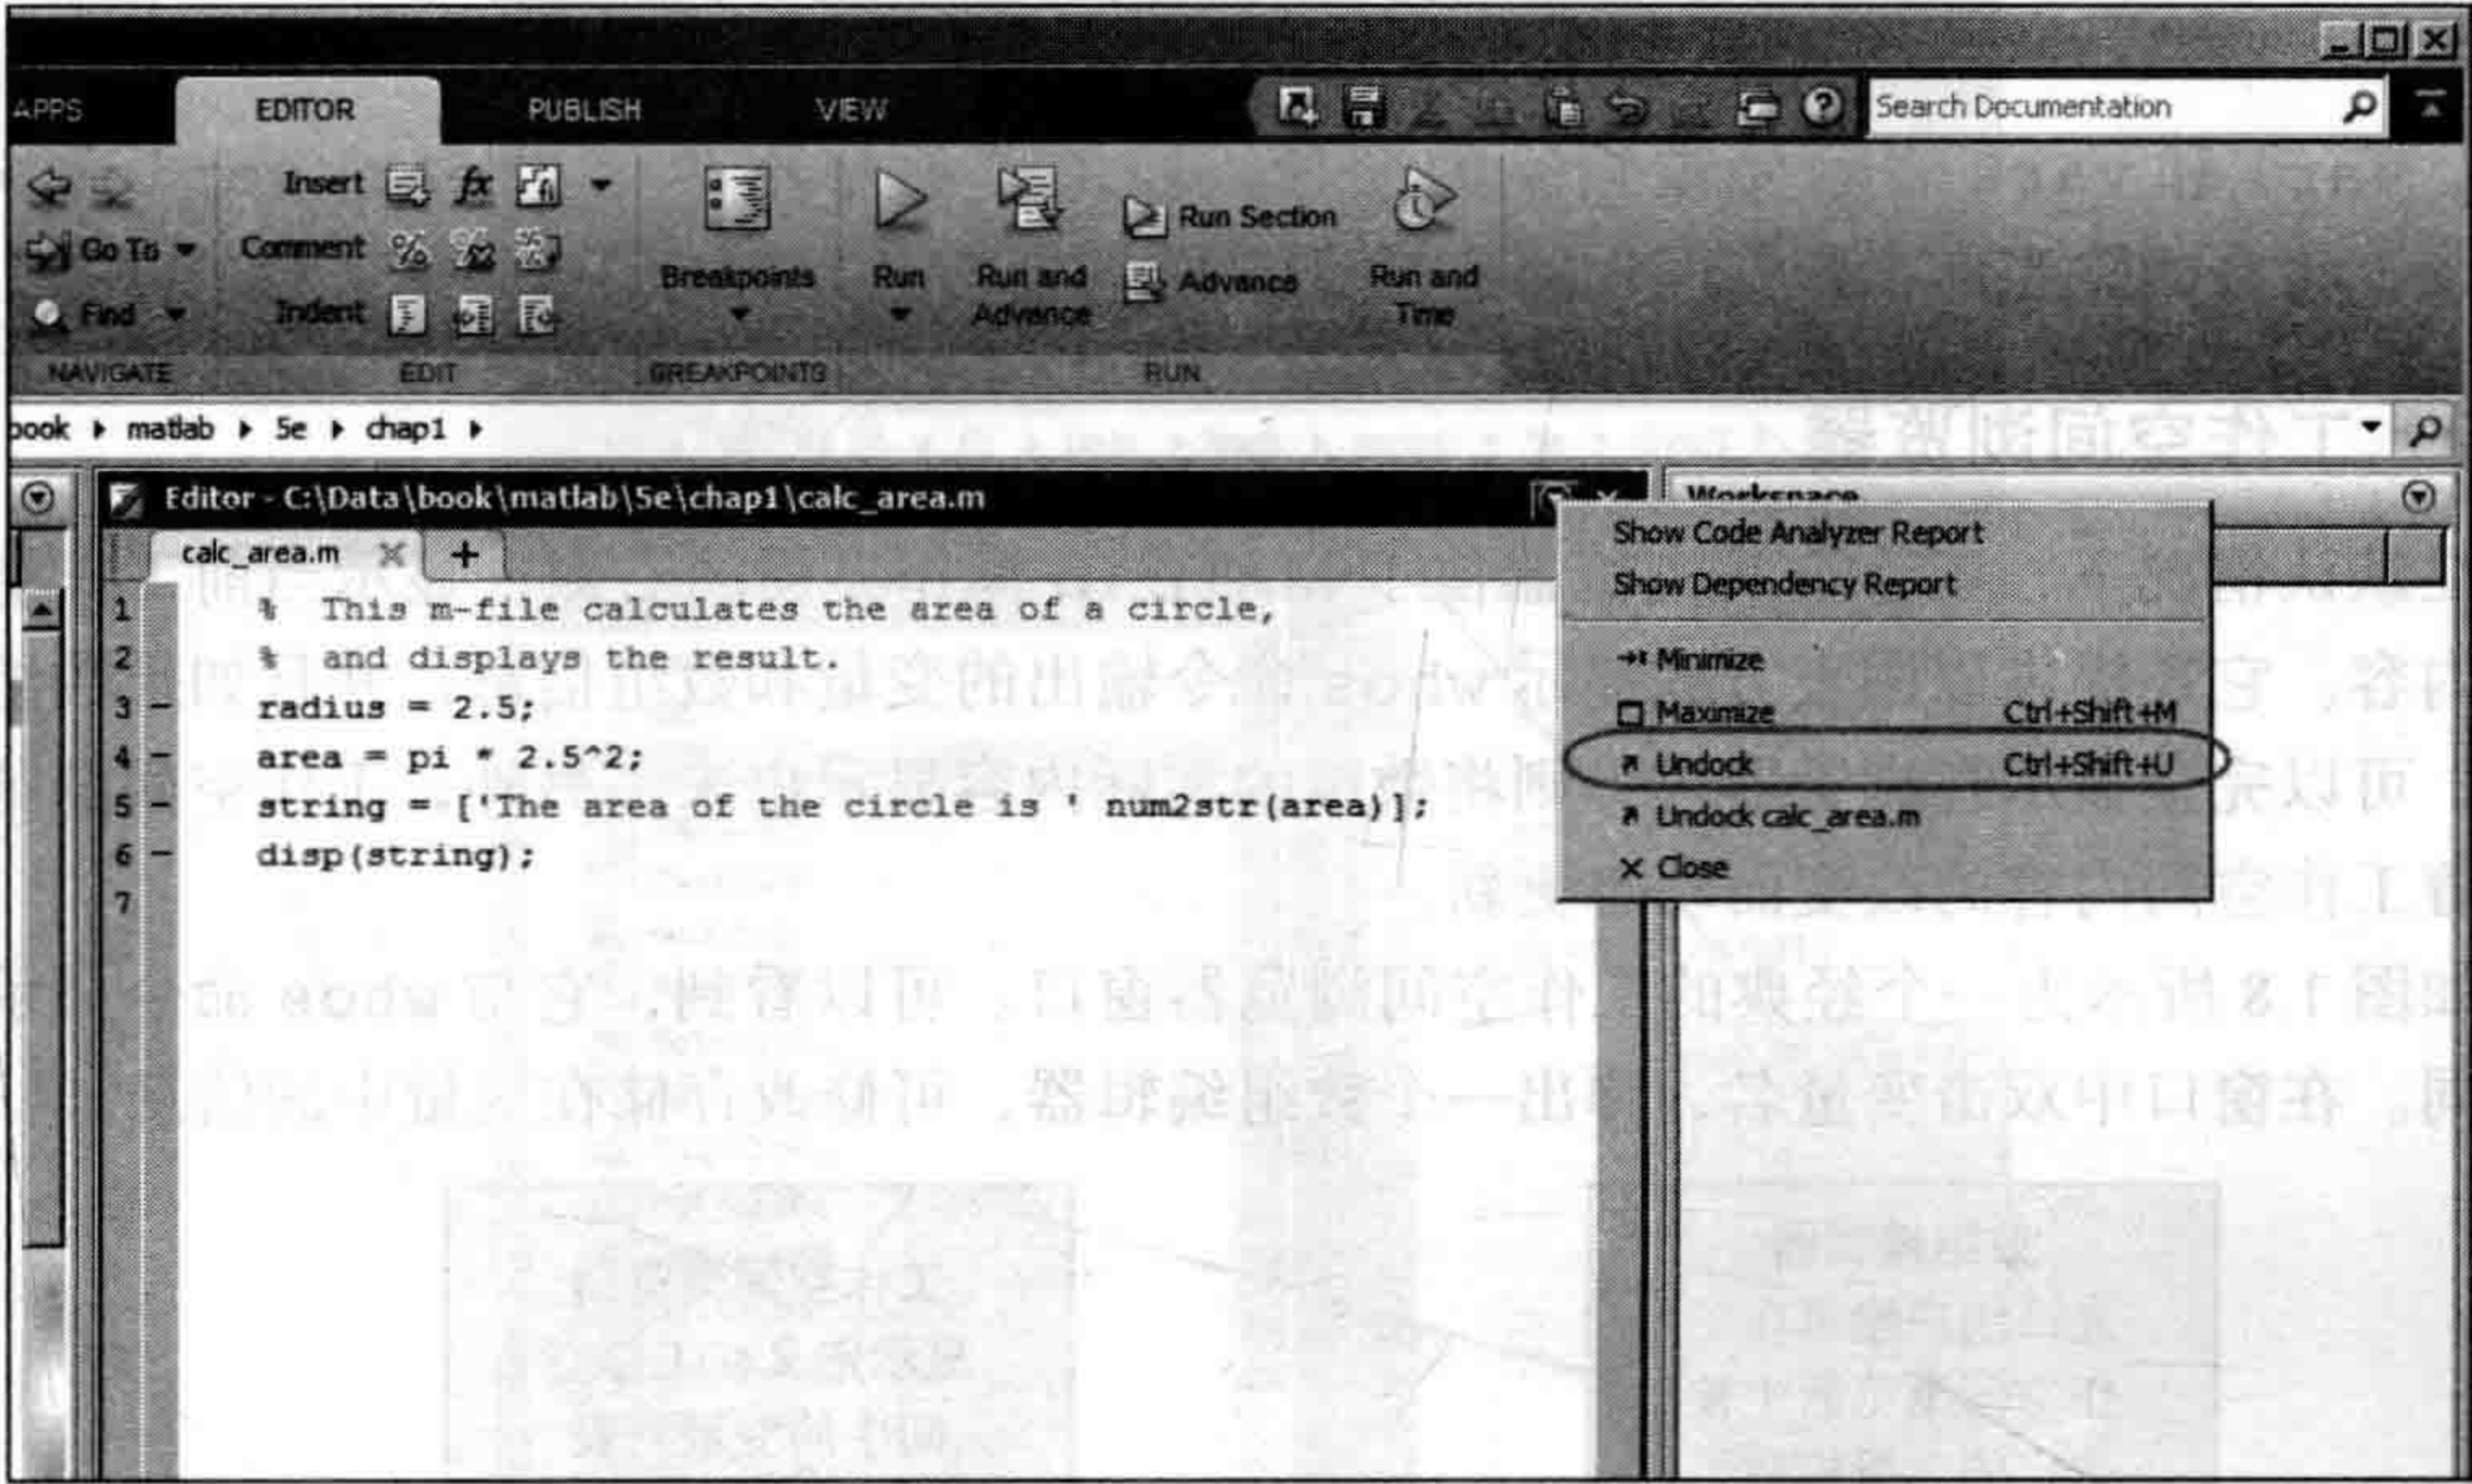 APPS EDITOR PUBLISH VIEW Search Documentation
Insert fx
Go To Comment
Find Indent
Breakpoints
Run
Run and Advance
Run Section
Advance
Run and Time
NAVIGATE EDIT BREAKPOINTS RUN
book ▸ matlab ▸ 5e ▸ chap1 ▸
Editor - C:\Data\book\matlab\5e\chap1\calc_area.m
Workspace
calc_area.m × +
1 % This m-file calculates the area of a circle,
2 % and displays the result.
3 – radius = 2.5;
4 – area = pi * 2.5^2;
5 – string = ['The area of the circle is ' num2str(area)];
6 – disp(string);
7
Show Code Analyzer Report
Show Dependency Report
Minimize
Maximize Ctrl+Shift+M
Undock Ctrl+Shift+U
Undock calc_area.m
Close